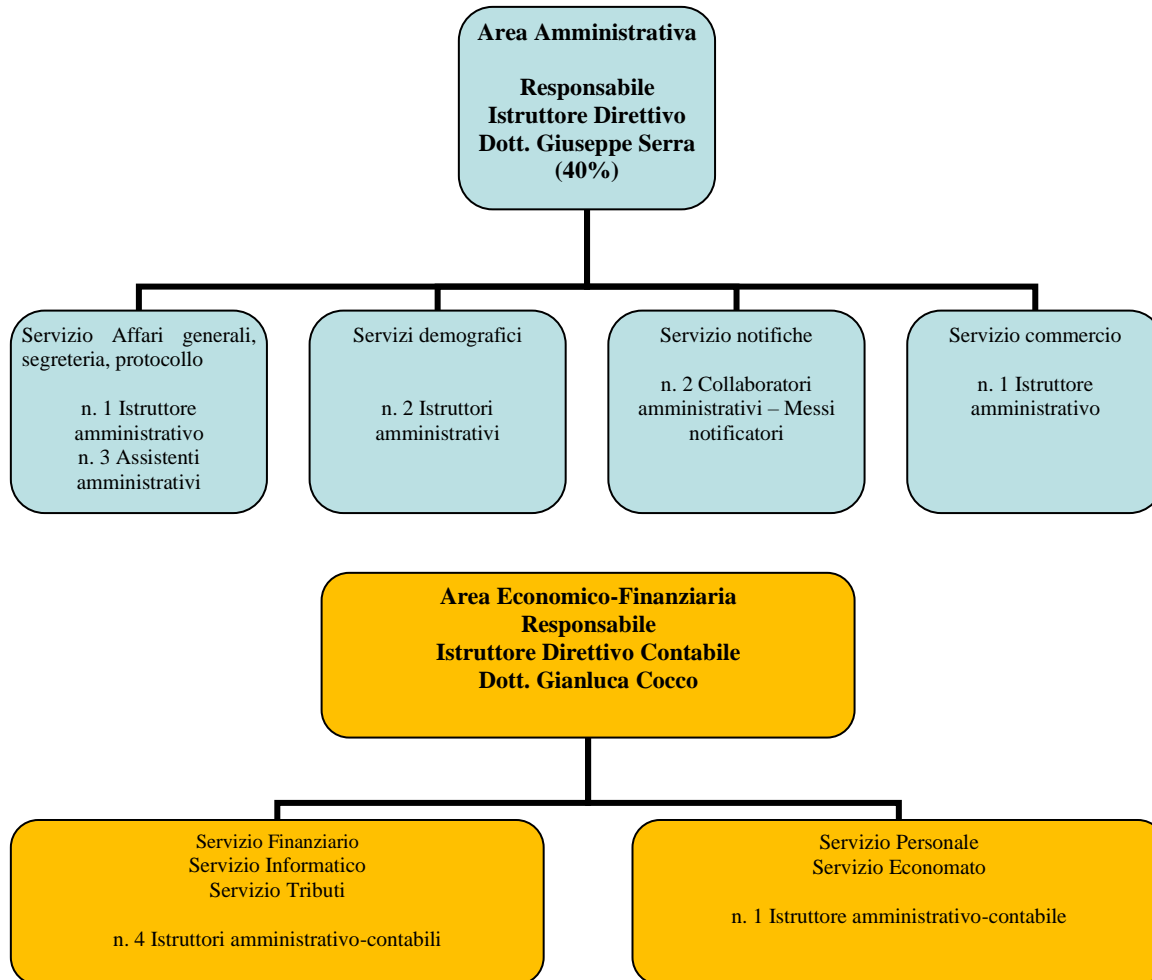 Area Amministrativa
Responsabile
Istruttore Direttivo
Dott. Giuseppe Serra
(40%)
Servizio Affari generali,
segreteria, protocollo
n. 1 Istruttore
amministrativo
n. 3 Assistenti
amministrativi
Servizi demografici
n. 2 Istruttori
amministrativi
Servizio notifiche
n. 2 Collaboratori
amministrativi – Messi
notificatori
Servizio commercio
n. 1 Istruttore
amministrativo
Area Economico-Finanziaria
Responsabile
Istruttore Direttivo Contabile
Dott. Gianluca Cocco
Servizio Finanziario
Servizio Informatico
Servizio Tributi
n. 4 Istruttori amministrativo-contabili
Servizio Personale
Servizio Economato
n. 1 Istruttore amministrativo-contabile